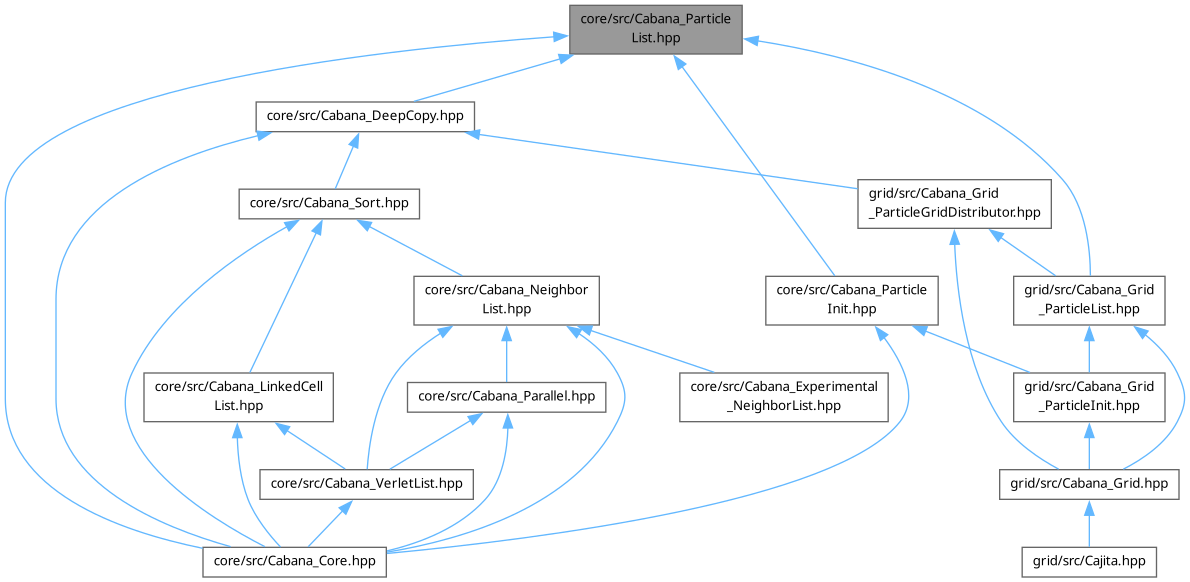 core/src/Cabana_Particle
List.hpp
core/src/Cabana_DeepCopy.hpp
core/src/Cabana_Sort.hpp
grid/src/Cabana_Grid
_ParticleGridDistributor.hpp
core/src/Cabana_Neighbor
List.hpp
core/src/Cabana_Particle
Init.hpp
grid/src/Cabana_Grid
_ParticleList.hpp
core/src/Cabana_LinkedCell
List.hpp
core/src/Cabana_Parallel.hpp
core/src/Cabana_Experimental
_NeighborList.hpp
grid/src/Cabana_Grid
_ParticleInit.hpp
core/src/Cabana_VerletList.hpp
grid/src/Cabana_Grid.hpp
core/src/Cabana_Core.hpp
grid/src/Cajita.hpp